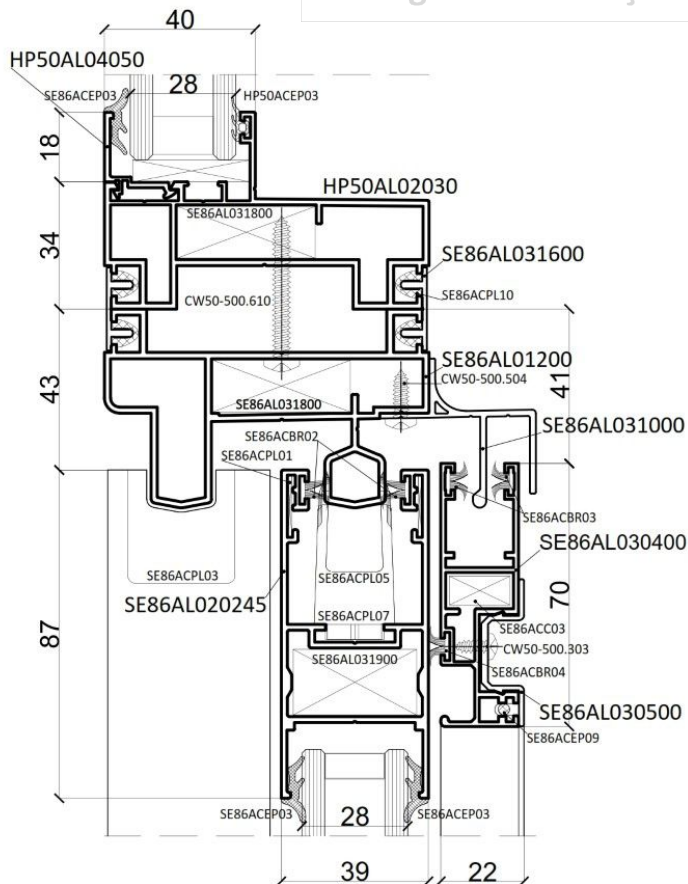 40
HP50AL04050
SE86ACEP03
28
HP50ACEP03
18
HP50AL02030
SE86AL031800
34
SE86AL031600
SE86ACPL10
CW50-500.610
SE86AL01200
CW50-500.504
43
41
SE86AL031800
SE86AL031000
SE86ACBR02
SE86ACPL01
SE86ACBR03
SE86AL030400
SE86ACPL03
SE86ACPL05
SE86AL020245
70
SE86ACPL07
SE86ACC03
CW50-500.303
SE86AL031900
SE86ACBR04
87
SE86AL030500
SE86ACEP09
SE86ACEP03
28
SE86ACEP03
39
22